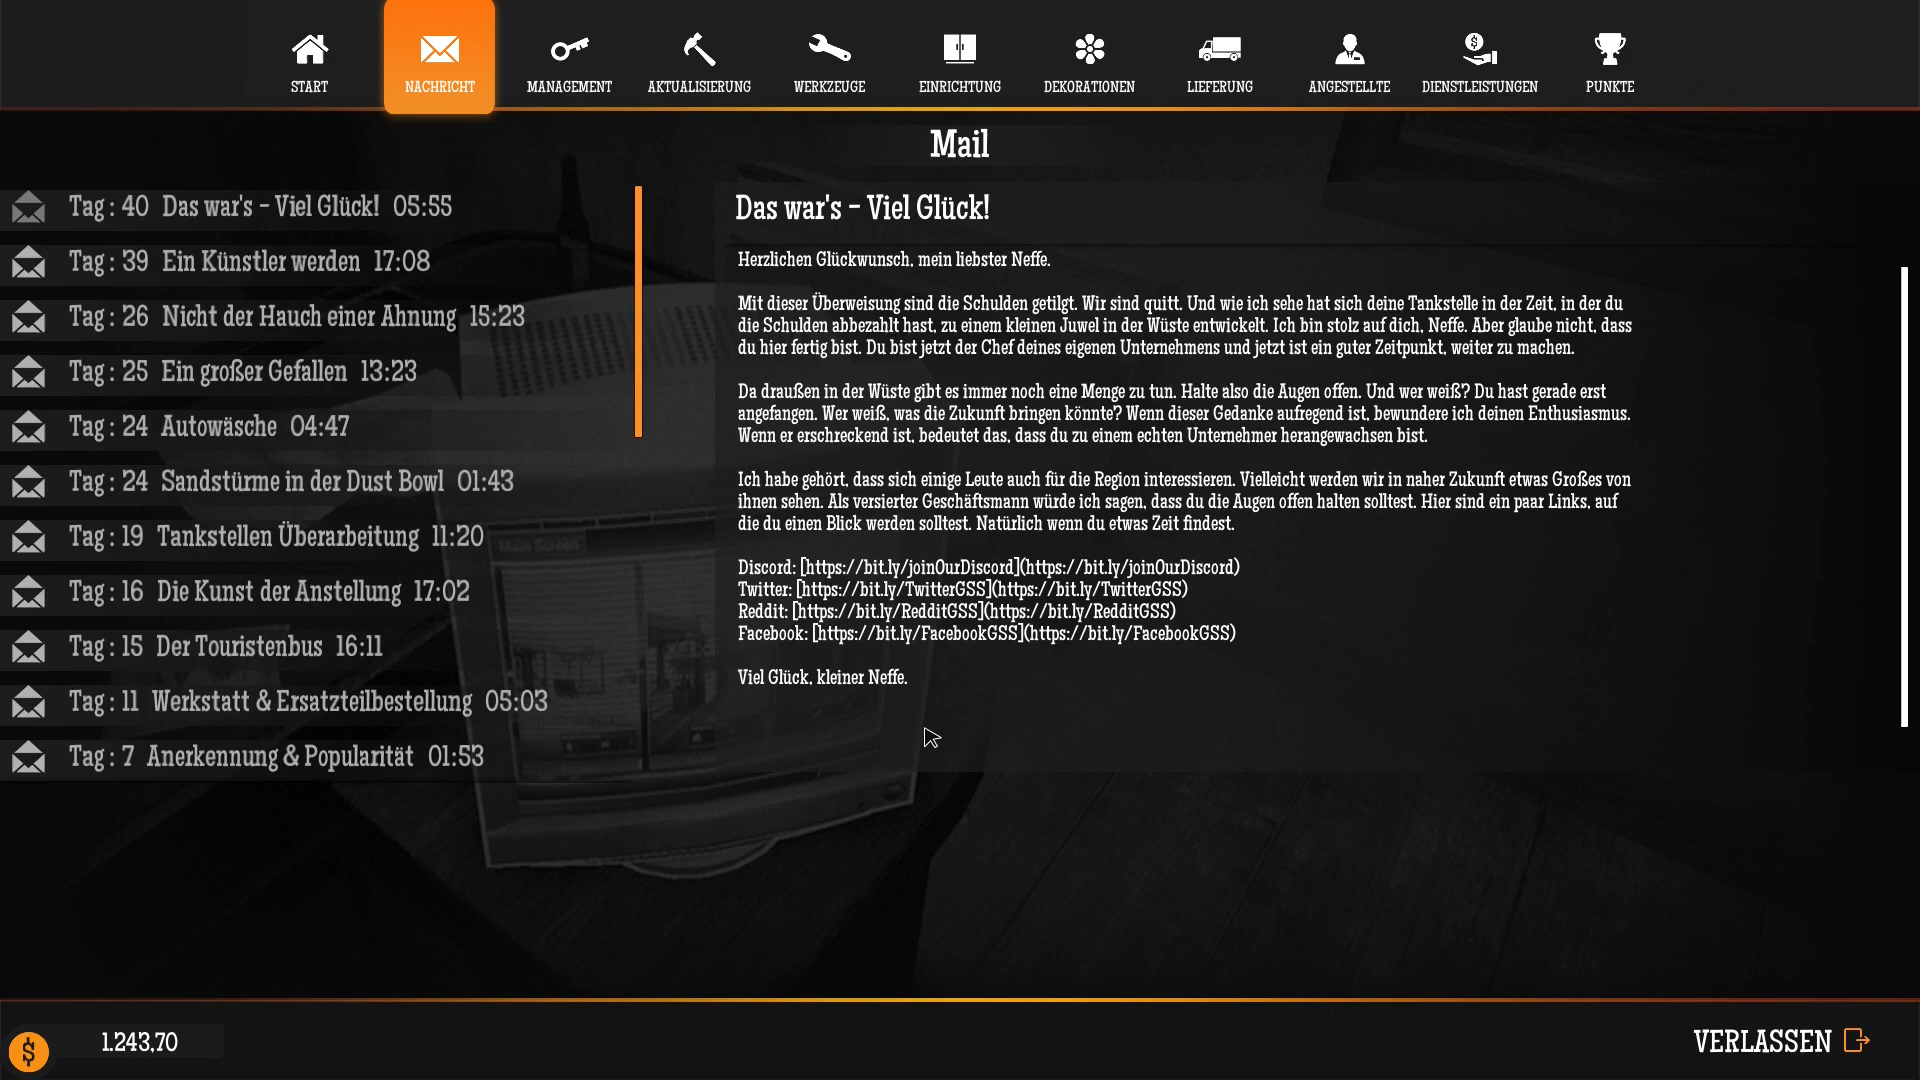 START
NACHRICHT
MANAGEMENT
AKTUALISIERUNG
WERKZEUGE
EINRICHTUNG
DEKORATIONEN
LIEFERUNG
ANGESTELLTE
DIENSTLEISTUNGEN
PUNKTE
Mail
Tag : 40 Das war's - Viel Glück! 05:55
Tag : 39 Ein Künstler werden 17:08
Tag : 26 Nicht der Hauch einer Ahnung 15:23
Tag : 25 Ein großer Gefallen 13:23
Tag : 24 Autowäsche 04:47
Tag : 24 Sandstürme in der Dust Bowl 01:43
Tag : 19 Tankstellen Überarbeitung 11:20
Tag : 16 Die Kunst der Anstellung 17:02
Tag : 15 Der Touristenbus 16:11
Tag : 11 Werkstatt & Ersatzteilbestellung 05:03
Tag : 7 Anerkennung & Popularität 01:53
Das war's - Viel Glück!
Herzlichen Glückwunsch, mein liebster Neffe.
Mit dieser Überweisung sind die Schulden getilgt. Wir sind quitt. Und wie ich sehe hat sich deine Tankstelle in der Zeit, in der du
die Schulden abbezahlt hast, zu einem kleinen Juwel in der Wüste entwickelt. Ich bin stolz auf dich, Neffe. Aber glaube nicht, dass
du hier fertig bist. Du bist jetzt der Chef deines eigenen Unternehmens und jetzt ist ein guter Zeitpunkt, weiter zu machen.
Da draußen in der Wüste gibt es immer noch eine Menge zu tun. Halte also die Augen offen. Und wer weiß? Du hast gerade erst
angefangen. Wer weiß, was die Zukunft bringen könnte? Wenn dieser Gedanke aufregend ist, bewundere ich deinen Enthusiasmus.
Wenn er erschreckend ist, bedeutet das, dass du zu einem echten Unternehmer herangewachsen bist.
Ich habe gehört, dass sich einige Leute auch für die Region interessieren. Vielleicht werden wir in naher Zukunft etwas Großes von
ihnen sehen. Als versierter Geschäftsmann würde ich sagen, dass du die Augen offen halten solltest. Hier sind ein paar Links, auf
die du einen Blick werden solltest. Natürlich wenn du etwas Zeit findest.
Discord: [https://bit.ly/joinOurDiscord](https://bit.ly/joinOurDiscord)
Twitter: [https://bit.ly/TwitterGSS](https://bit.ly/TwitterGSS)
Reddit: [https://bit.ly/RedditGSS](https://bit.ly/RedditGSS)
Facebook: [https://bit.ly/FacebookGSS](https://bit.ly/FacebookGSS)
Viel Glück, kleiner Neffe.
Main Screen
$ 1.243,70
VERLASSEN